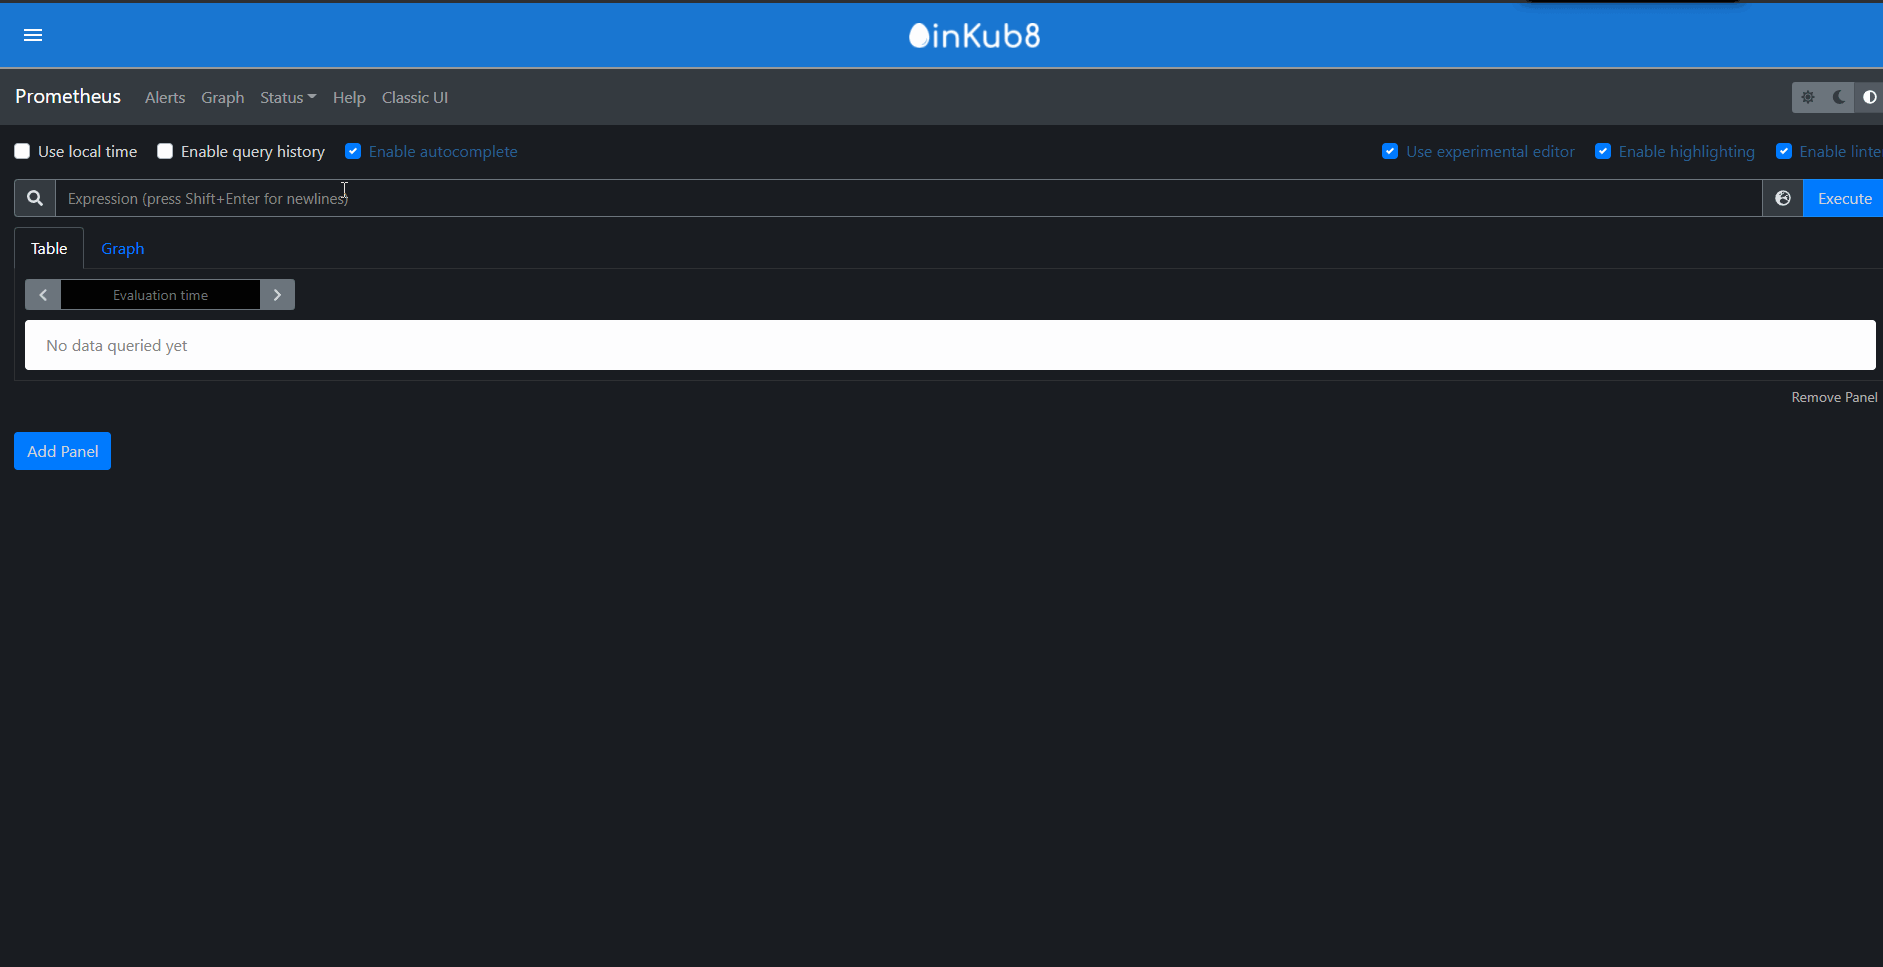 inKub8
Prometheus Alerts Graph Status Help Classic UI
Use local time Enable query history Enable autocomplete Use experimental editor Enable highlighting Enable linte
Expression (press Shift+Enter for newlines) Execute
Table Graph
Evaluation time
No data queried yet
Remove Panel
Add Panel